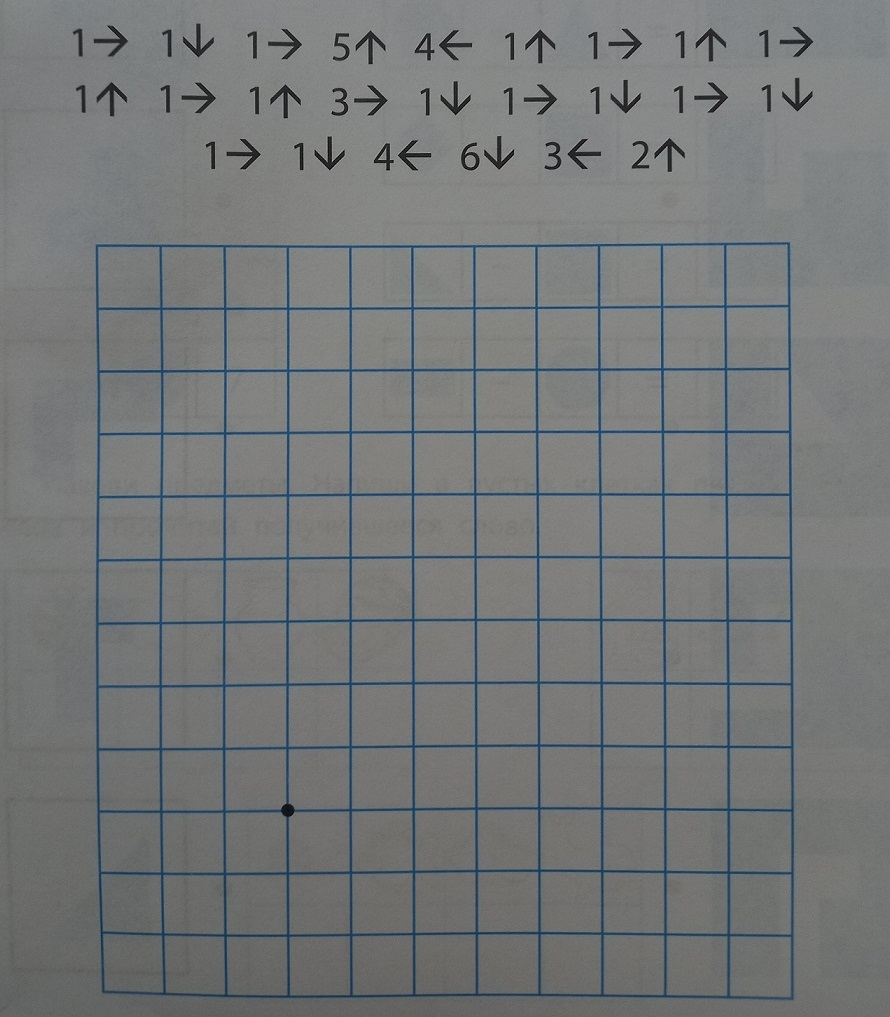 1→ 1↓ 1→ 5↑ 4← 1↑ 1→ 1↑ 1→
1↑ 1→ 1↑ 3→ 1↓ 1→ 1↓ 1→ 1↓
1→ 1↓ 4← 6↓ 3← 2↑